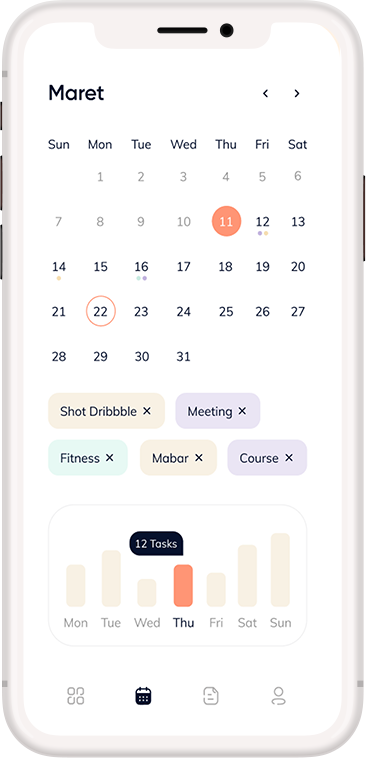 Maret
Sun Mon Tue Wed Thu Fri Sat
1 2 3 4 5 6
7 8 9 10 11 12 13
14 15 16 17 18 19 20
21 22 23 24 25 26 27
28 29 30 31
Shot Dribbble × Meeting ×
Fitness × Mabar × Course ×
12 Tasks
Mon Tue Wed Thu Fri Sat Sun